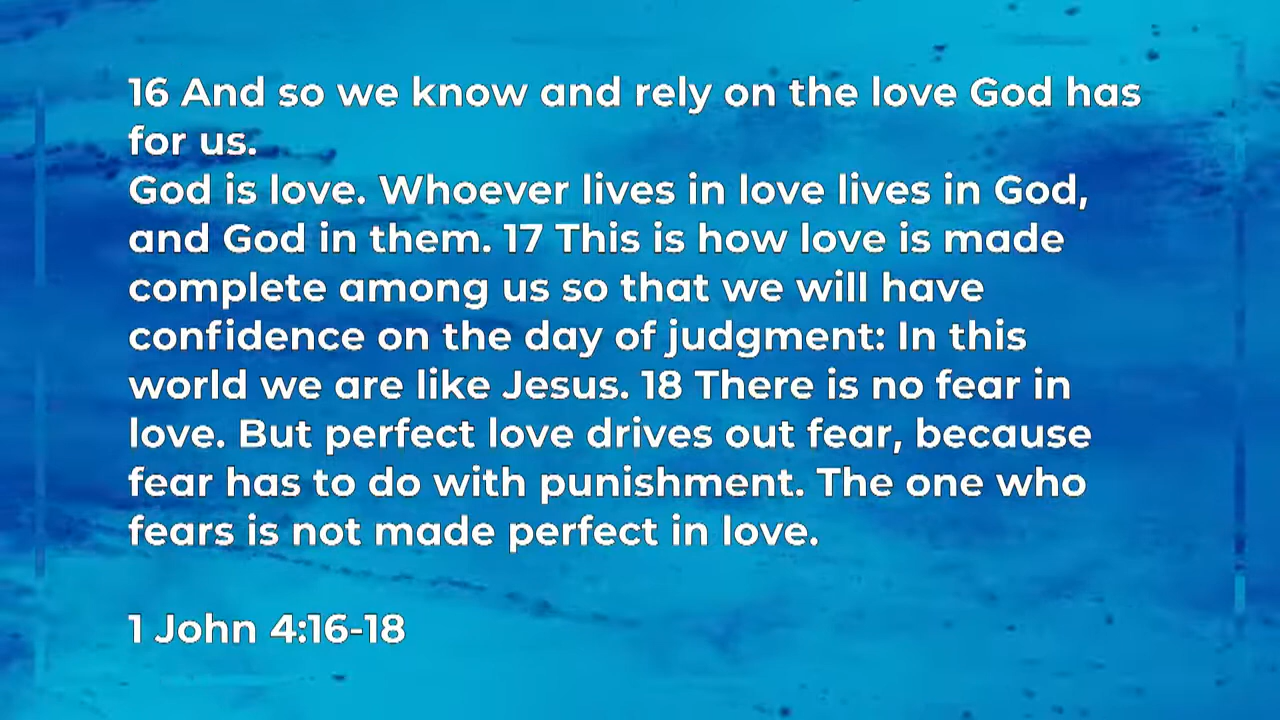 16 And so we know and rely on the love God has
for us.
God is love. Whoever lives in love lives in God,
and God in them. 17 This is how love is made
complete among us so that we will have
confidence on the day of judgment: In this
world we are like Jesus. 18 There is no fear in
love. But perfect love drives out fear, because
fear has to do with punishment. The one who
fears is not made perfect in love.
1 John 4:16-18